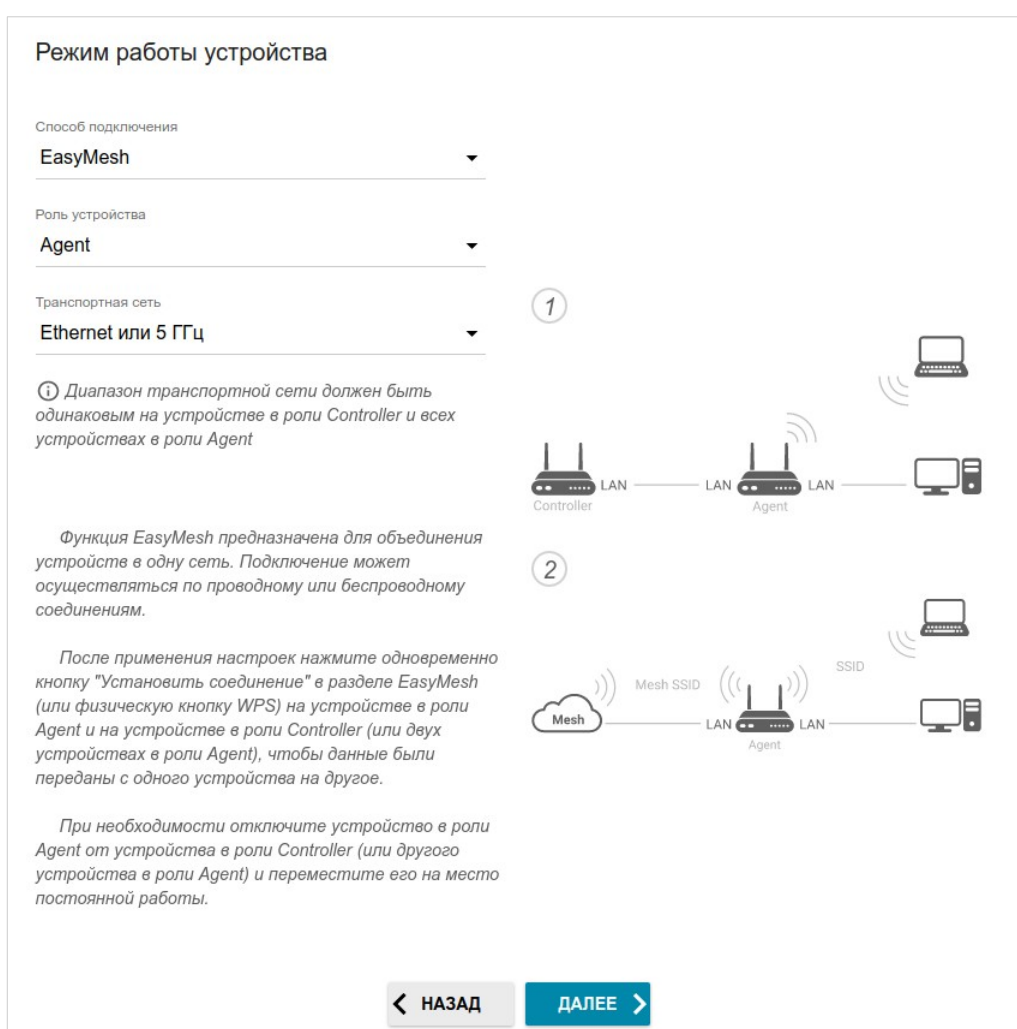 Режим работы устройства
Способ подключения
EasyMesh
Роль устройства
Agent
Транспортная сеть
Ethernet или 5 ГГц
Диапазон транспортной сети должен быть
одинаковым на устройстве в роли Controller и всех
устройствах в роли Agent
Функция EasyMesh предназначена для объединения
устройств в одну сеть. Подключение может
осуществляться по проводному или беспроводному
соединениям.
После применения настроек нажмите одновременно
кнопку "Установить соединение" в разделе EasyMesh
(или физическую кнопку WPS) на устройстве в роли
Agent и на устройстве в роли Controller (или двух
устройствах в роли Agent), чтобы данные были
переданы с одного устройства на другое.
При необходимости отключите устройство в роли
Agent от устройства в роли Controller (или другого
устройства в роли Agent) и переместите его на место
постоянной работы.
1
LAN LAN LAN
Controller Agent
2
Mesh SSID SSID
Mesh LAN LAN
Agent
НАЗАД ДАЛЕЕ